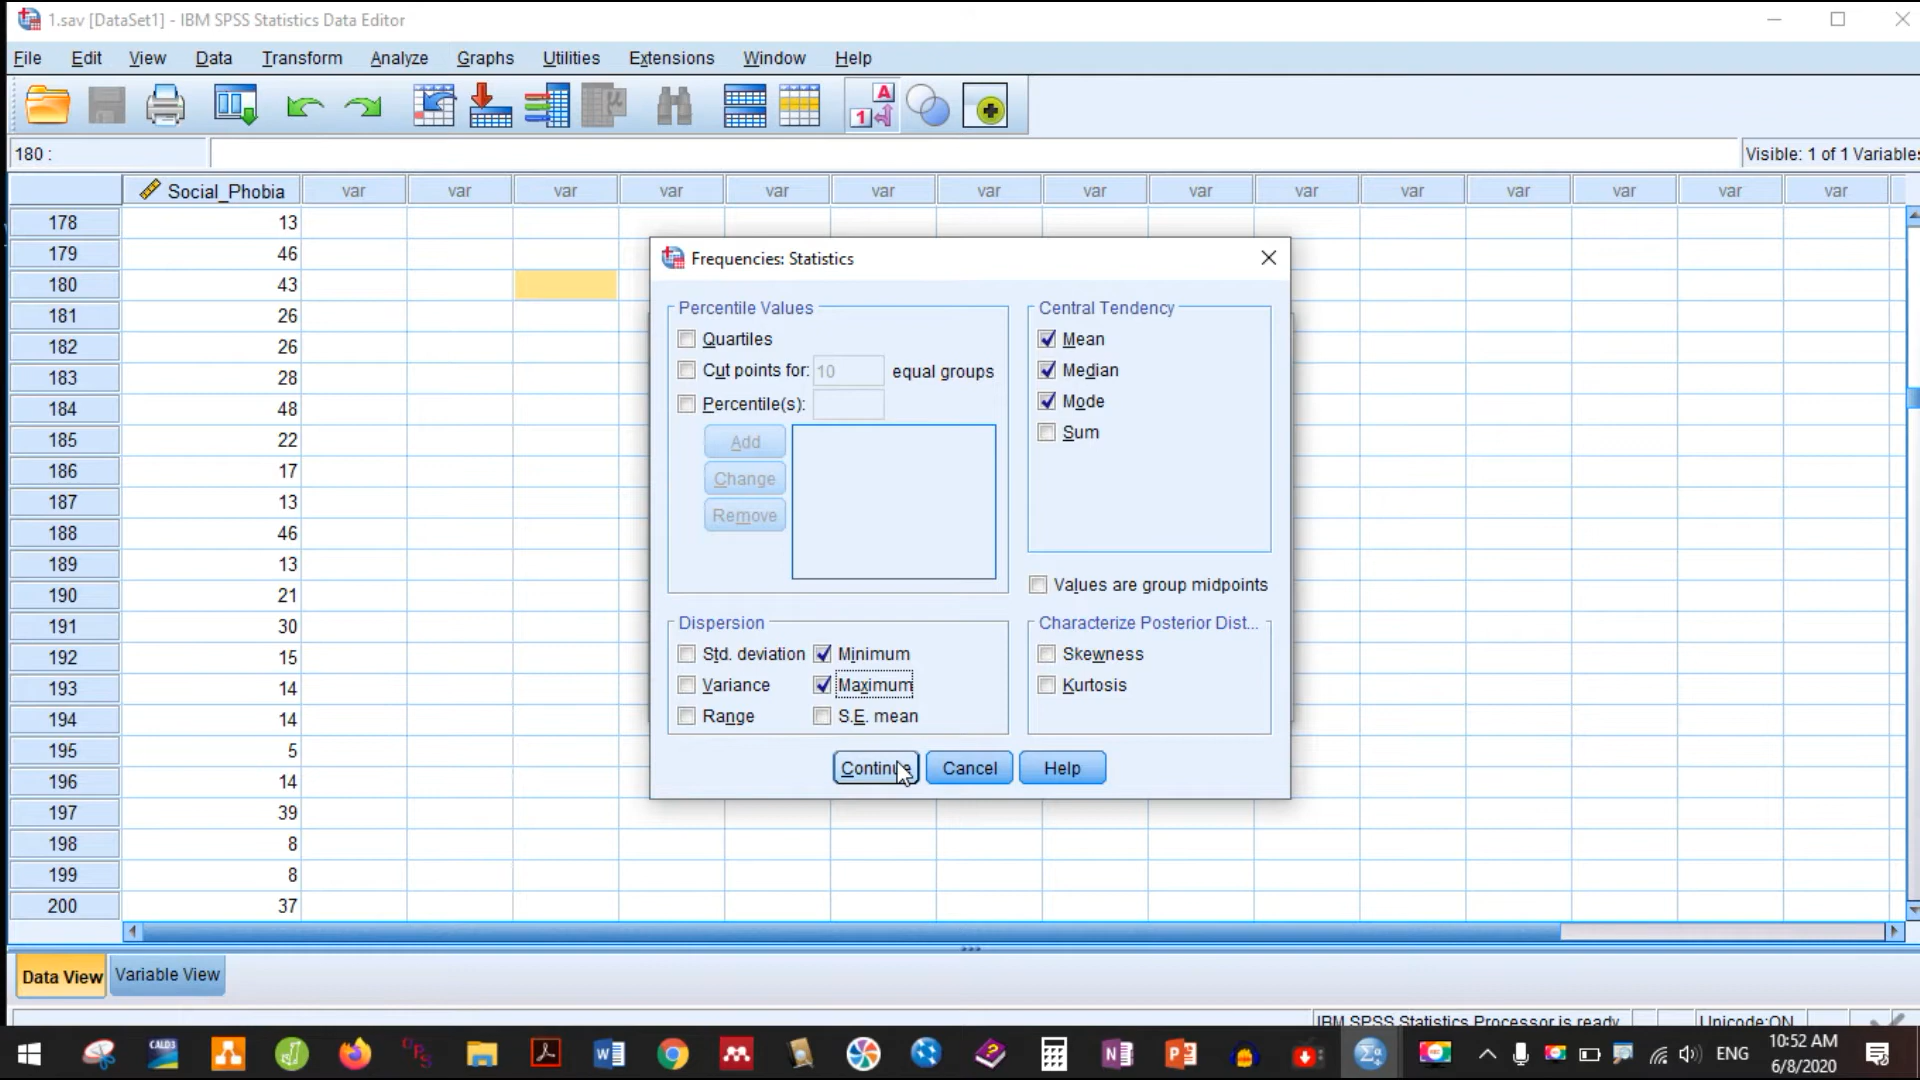 1.sav [DataSet1] - IBM SPSS Statistics Data Editor
File Edit View Data Transform Analyze Graphs Utilities Extensions Window Help
180 :
Visible: 1 of 1 Variables
Social_Phobia var var var var var var var var var var var var var var var
178 13
179 46
180 43
181 26
182 26
183 28
184 48
185 22
186 17
187 13
188 46
189 13
190 21
191 30
192 15
193 14
194 14
195 5
196 14
197 39
198 8
199 8
200 37
Frequencies: Statistics
Percentile Values
Quartiles
Cut points for: 10 equal groups
Percentile(s):
Add
Change
Remove
Central Tendency
Mean
Median
Mode
Sum
Values are group midpoints
Dispersion
Std. deviation Minimum
Variance Maximum
Range S.E. mean
Characterize Posterior Dist...
Skewness
Kurtosis
Continue Cancel Help
Data View Variable View
IBM SPSS Statistics Processor is ready Unicode:ON
CALD3
ENG
10:52 AM
6/8/2020